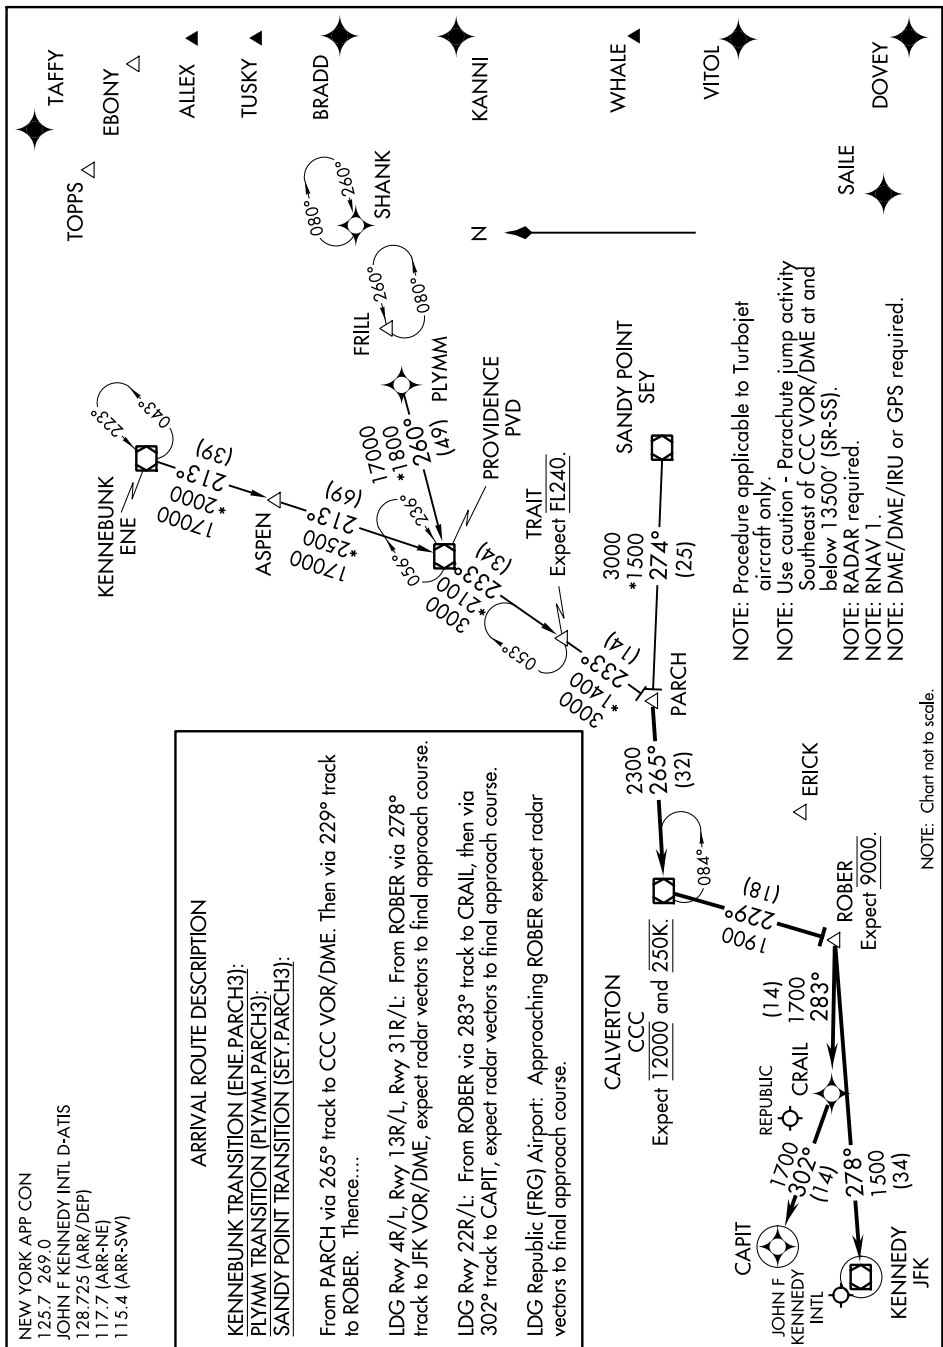 NEW YORK APP CON
125.7 269.0
JOHN F KENNEDY INTL D-ATIS
128.725 (ARR/DEP)
117.7 (ARR-NE)
115.4 (ARR-SW)
ARRIVAL ROUTE DESCRIPTION
KENNEBUNK TRANSITION (ENE.PARCH3):
PLYMM TRANSITION (PLYMM.PARCH3):
SANDY POINT TRANSITION (SEY.PARCH3):
From PARCH via 265° track to CCC VOR/DME. Then via 229° track
to ROBER. Thence....
LDG Rwy 4R/L, Rwy 13R/L, Rwy 31R/L: From ROBER via 278°
track to JFK VOR/DME, expect radar vectors to final approach course.
LDG Rwy 22R/L: From ROBER via 283° track to CRAIL, then via
302° track to CAPIT, expect radar vectors to final approach course.
LDG Republic (FRG) Airport: Approaching ROBER expect radar
vectors to final approach course.
TOPPS
TAFFY
EBONY
ALLEX
TUSKY
BRADD
KANNI
WHALE
VITOL
DOVEY
SAILE
KENNEBUNK
ENE
223°
043°
17000
*2000
213°
(39)
ASPEN
17000
*2500
213°
(69)
080°
260°
SHANK
FRILL
260°
080°
PLYMM
17000
*1800
260°
(49)
PROVIDENCE
PVD
236°
056°
3000
*2100
233°
(34)
TRAIT
Expect FL240.
053°
3000
*1400
233°
(14)
N
SANDY POINT
SEY
3000
*1500
274°
(25)
PARCH
2300
265°
(32)
CALVERTON
CCC
Expect 12000 and 250K.
084°
1900
229°
(18)
ERICK
ROBER
Expect 9000.
(14)
1700
283°
CRAIL
REPUBLIC
1700
302°
(14)
CAPIT
278°
1500
(34)
JOHN F
KENNEDY
INTL
KENNEDY
JFK
NOTE: Procedure applicable to Turbojet
aircraft only.
NOTE: Use caution - Parachute jump activity
Southeast of CCC VOR/DME at and
below 13500' (SR-SS).
NOTE: RADAR required.
NOTE: RNAV 1.
NOTE: DME/DME/IRU or GPS required.
NOTE: Chart not to scale.